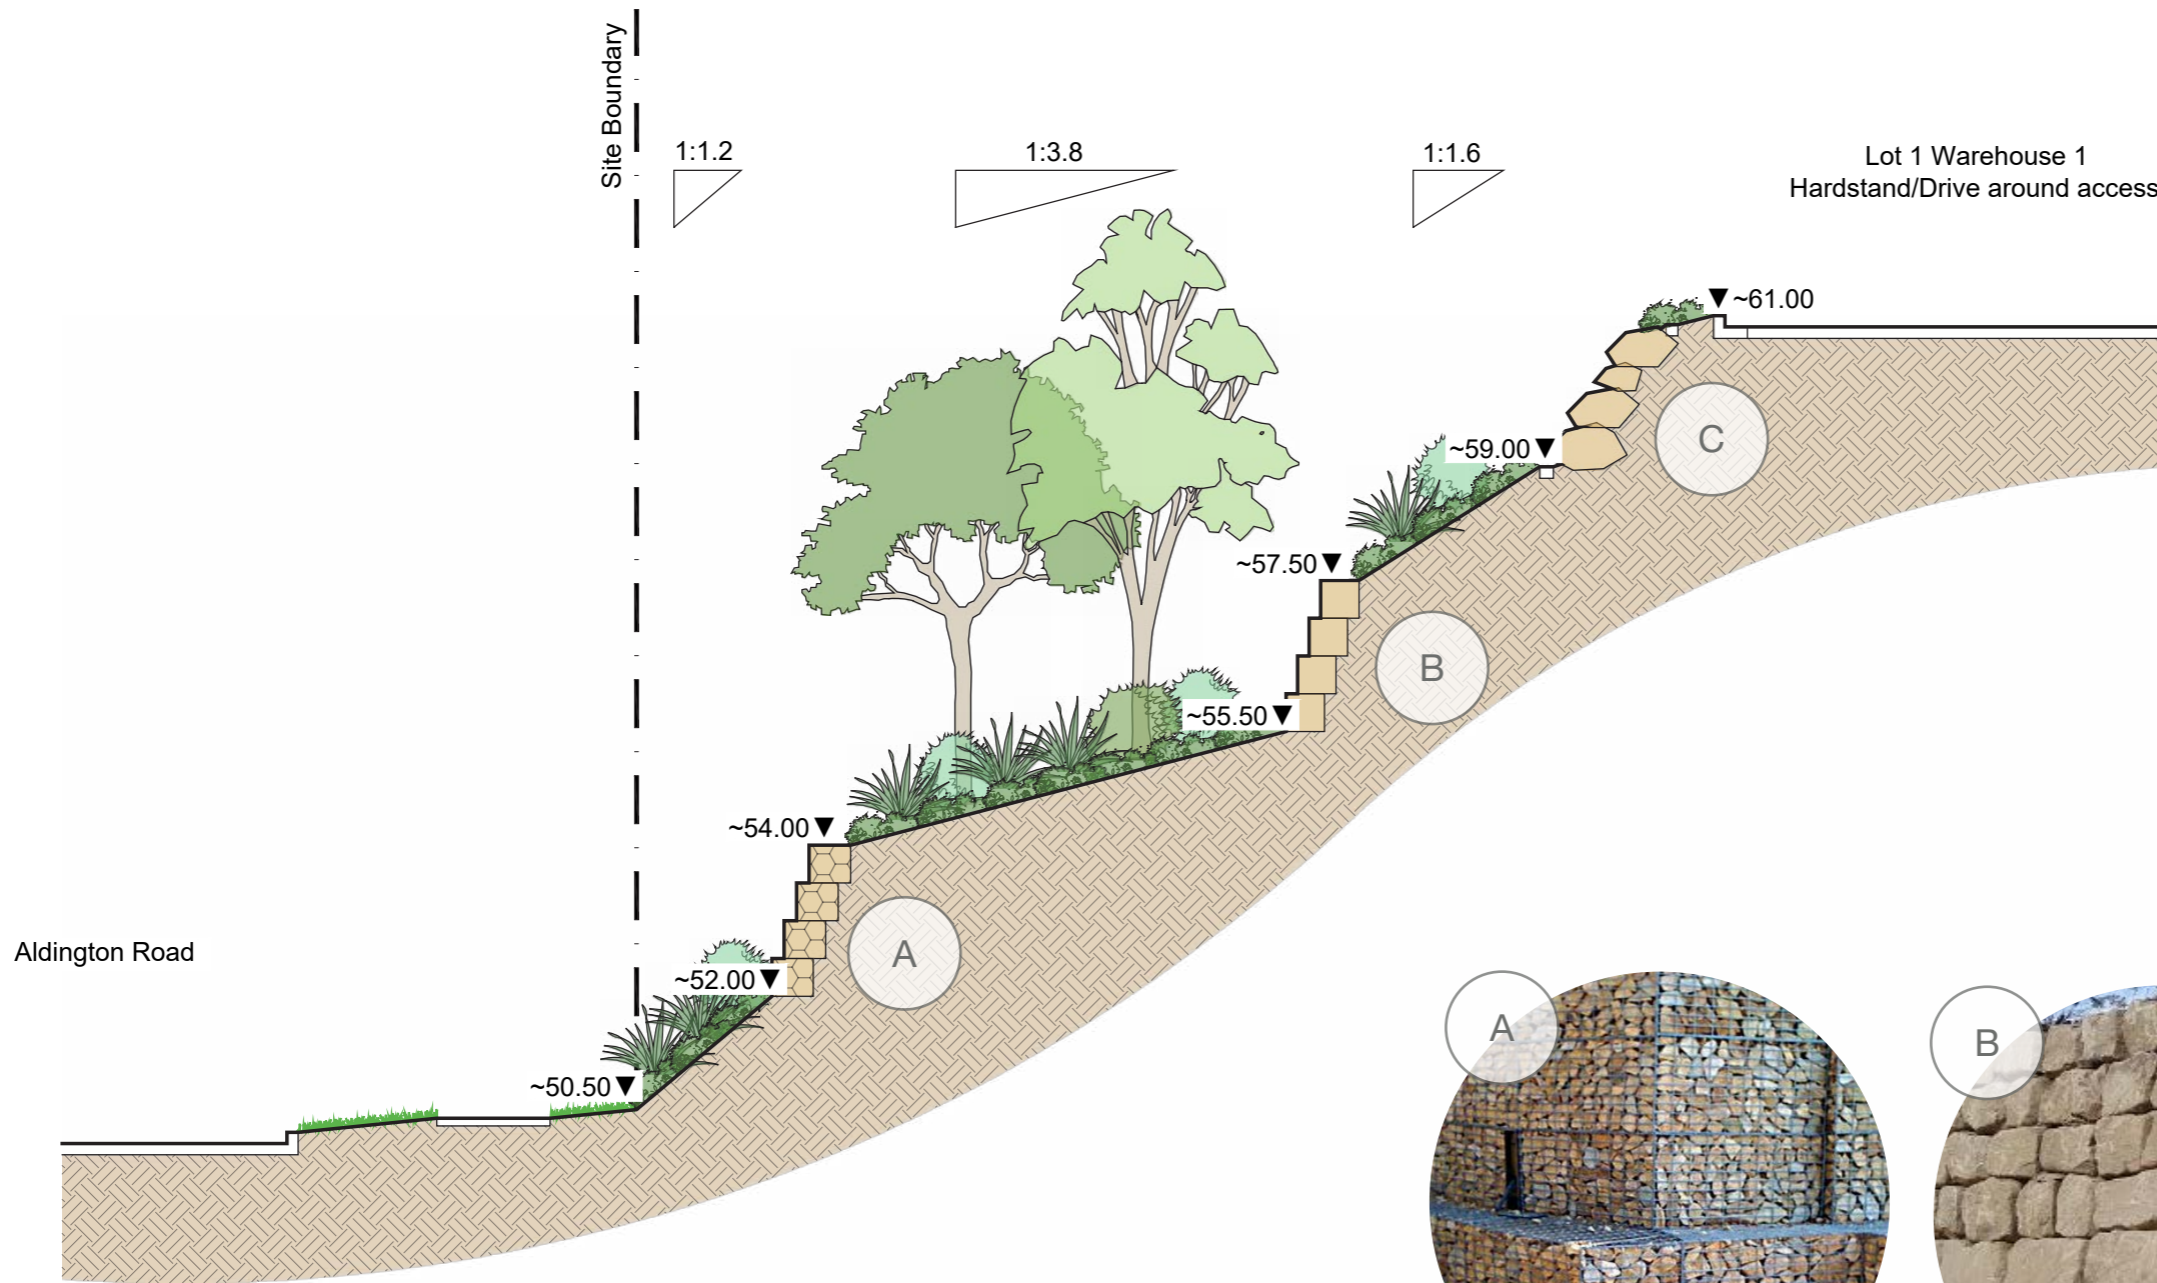 Site Boundary
1:1.2
1:3.8
1:1.6
Lot 1 Warehouse 1
Hardstand/Drive around access
~61.00
~59.00
C
~57.50
B
~55.50
~54.00
A
Aldington Road
~52.00
~50.50
A
B